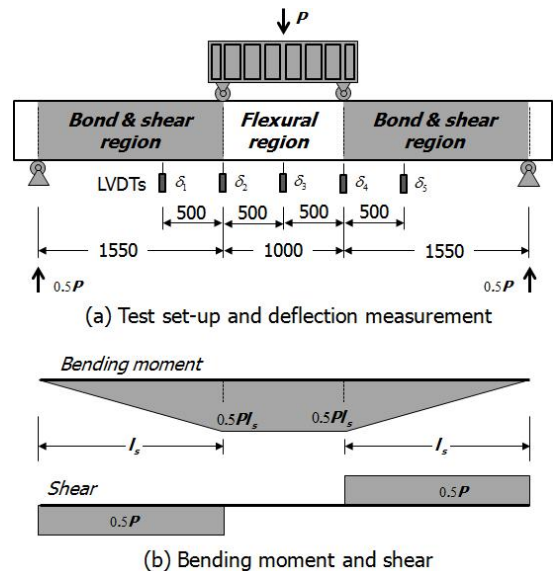 P
Bond & shear region
Flexural region
Bond & shear region
LVDTs δ₁ δ₂ δ₃ δ₄ δ₅
500 500 500 500
1550 1000 1550
0.5P 0.5P
(a) Test set-up and deflection measurement
Bending moment
0.5Plₛ 0.5Plₛ
lₛ lₛ
Shear
0.5P
0.5P
(b) Bending moment and shear